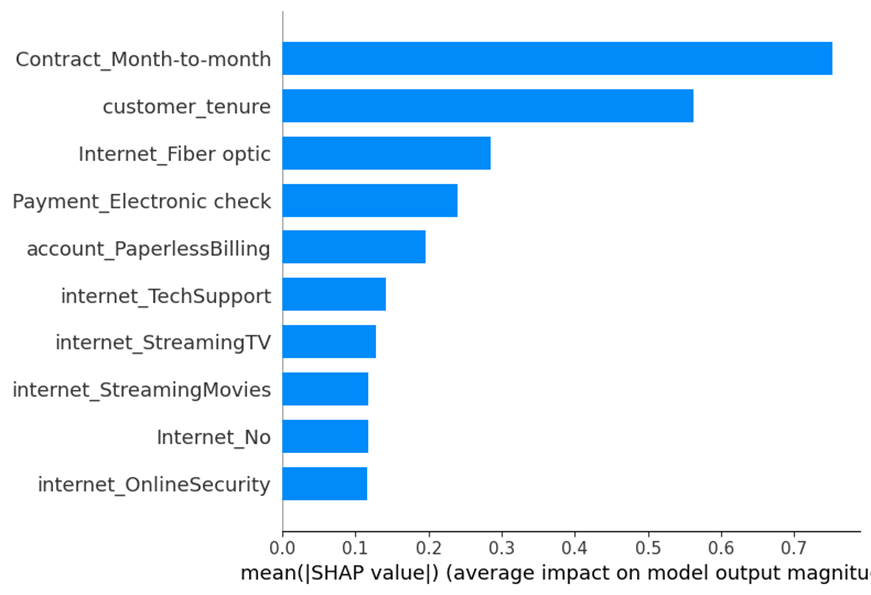 Contract_Month-to-month
customer_tenure
Internet_Fiber optic
Payment_Electronic check
account_PaperlessBilling
internet_TechSupport
internet_StreamingTV
internet_StreamingMovies
Internet_No
internet_OnlineSecurity
0.0 0.1 0.2 0.3 0.4 0.5 0.6 0.7
mean(|SHAP value|) (average impact on model output magnitu